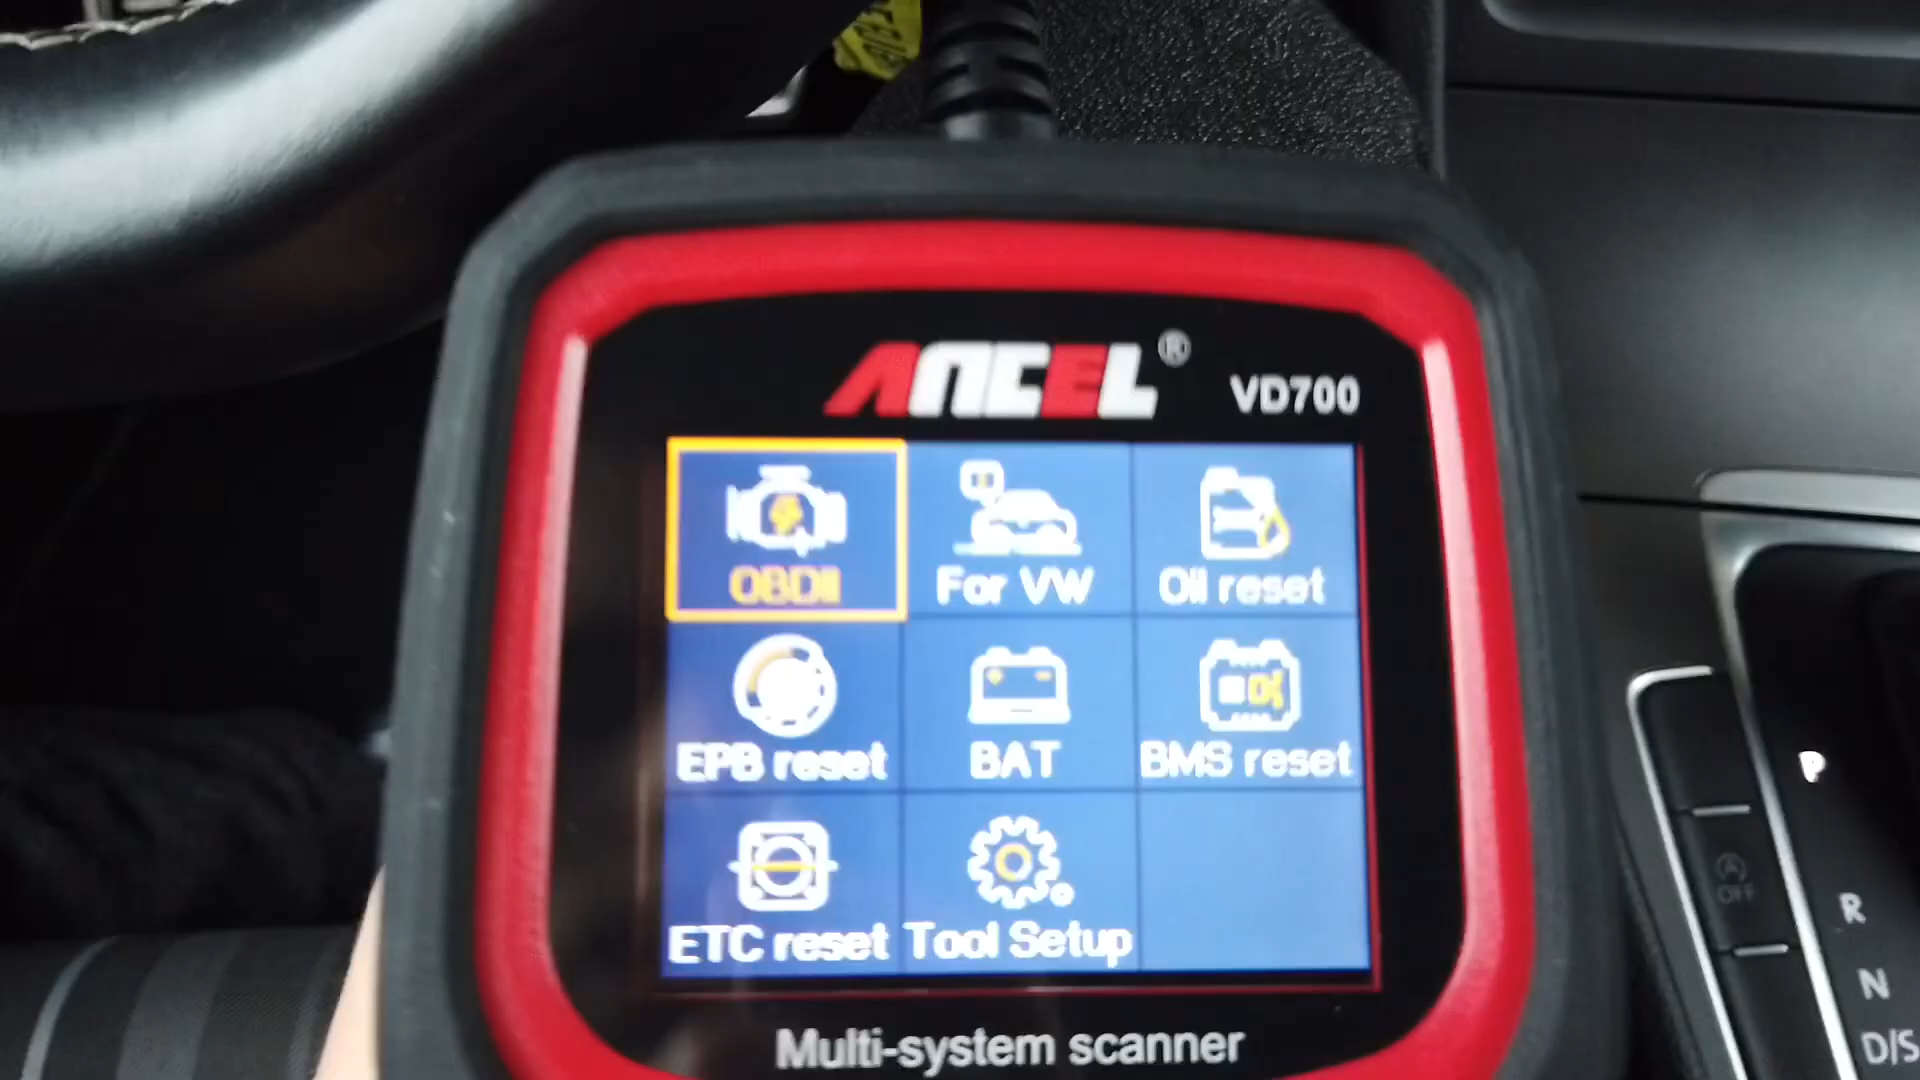 ANCEL®
VD700
OBDII
For VW
Oil reset
EPB reset
BAT
BMS reset
ETC reset
Tool Setup
Multi-system scanner
P
A
OFF
R
N
D/S